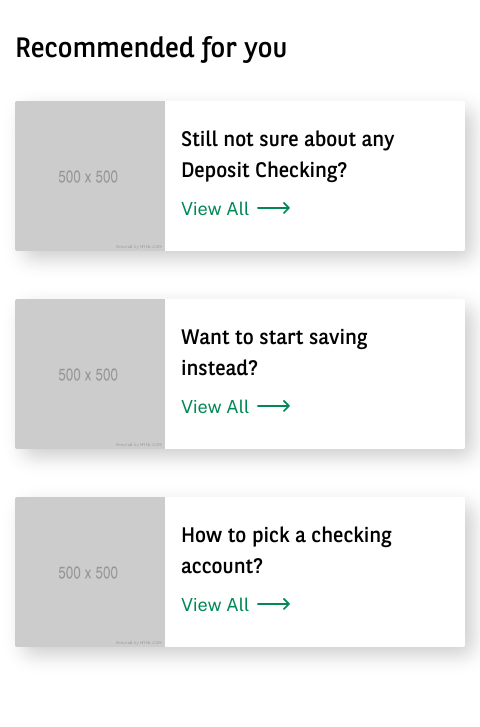 Recommended for you
500 x 500
Still not sure about any
Deposit Checking?
View All
500 x 500
Want to start saving
instead?
View All
500 x 500
How to pick a checking
account?
View All